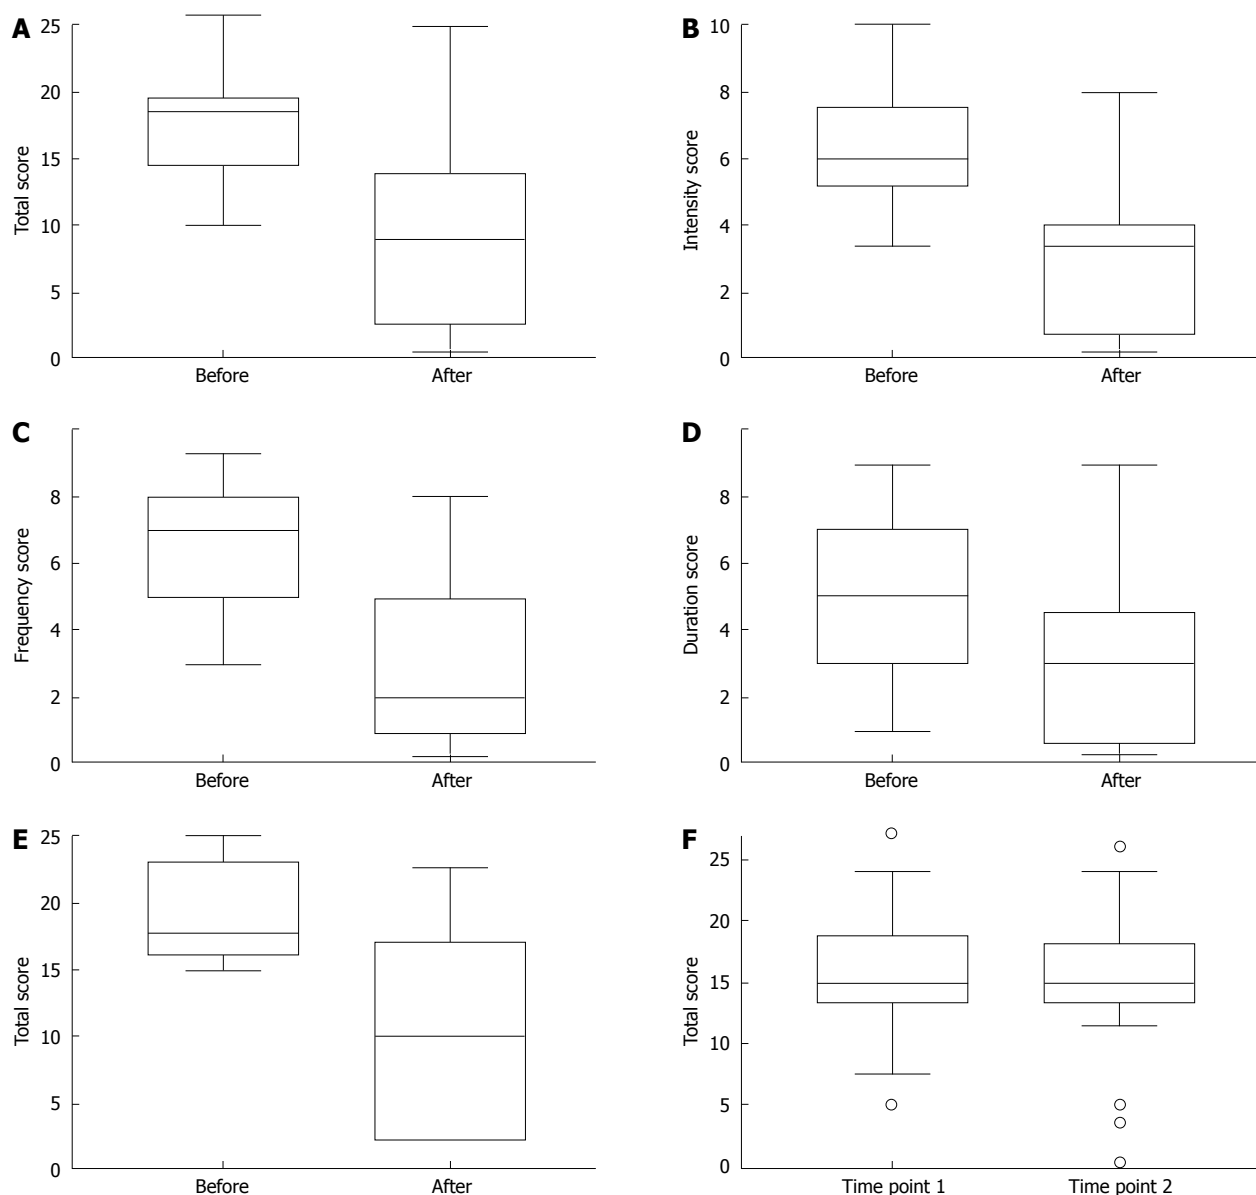 A
Total score
25
20
15
10
5
0
Before
After
B
Intensity score
10
8
6
4
2
0
Before
After
C
Frequency score
8
6
4
2
0
Before
After
D
Duration score
8
6
4
2
0
Before
After
E
Total score
25
20
15
10
5
0
Before
After
F
Total score
25
20
15
10
5
0
Time point 1
Time point 2